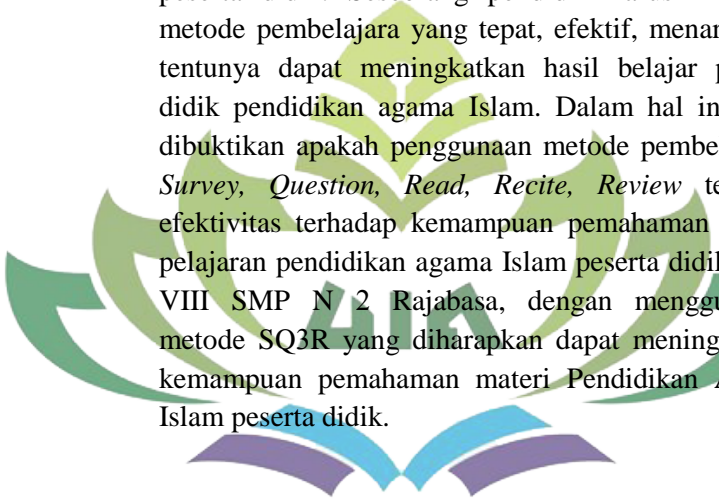 metode pembelajara yang tepat, efektif, menar
tentunya dapat meningkatkan hasil belajar p
didik pendidikan agama Islam. Dalam hal in
dibuktikan apakah penggunaan metode pembe
Survey, Question, Read, Recite, Review te
efektivitas terhadap kemampuan pemahaman
pelajaran pendidikan agama Islam peserta didil
VIII SMP N 2 Rajabasa, dengan menggu
metode SQ3R yang diharapkan dapat mening
kemampuan pemahaman materi Pendidikan A
Islam peserta didik.